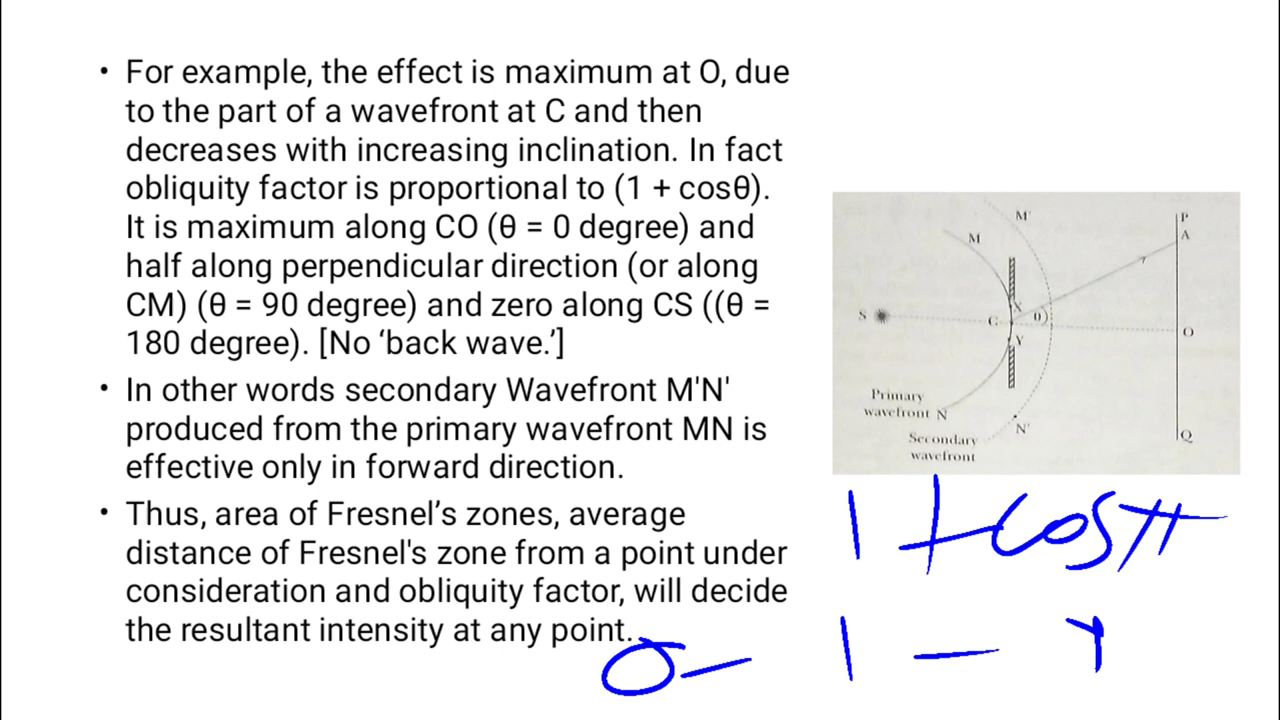 • For example, the effect is maximum at O, due
to the part of a wavefront at C and then
decreases with increasing inclination. In fact
obliquity factor is proportional to (1 + cosθ).
It is maximum along CO (θ = 0 degree) and
half along perpendicular direction (or along
CM) (θ = 90 degree) and zero along CS ((θ =
180 degree). [No ‘back wave.’]
• In other words secondary Wavefront M'N'
produced from the primary wavefront MN is
effective only in forward direction.
• Thus, area of Fresnel’s zones, average
distance of Fresnel's zone from a point under
consideration and obliquity factor, will decide
the resultant intensity at any point.
M'
P
M
A
r
X
S
C
θ
O
Y
Primary
wavefront N
N'
Secondary
wavefront
Q
1 + cosπ
0 – 1 – 1